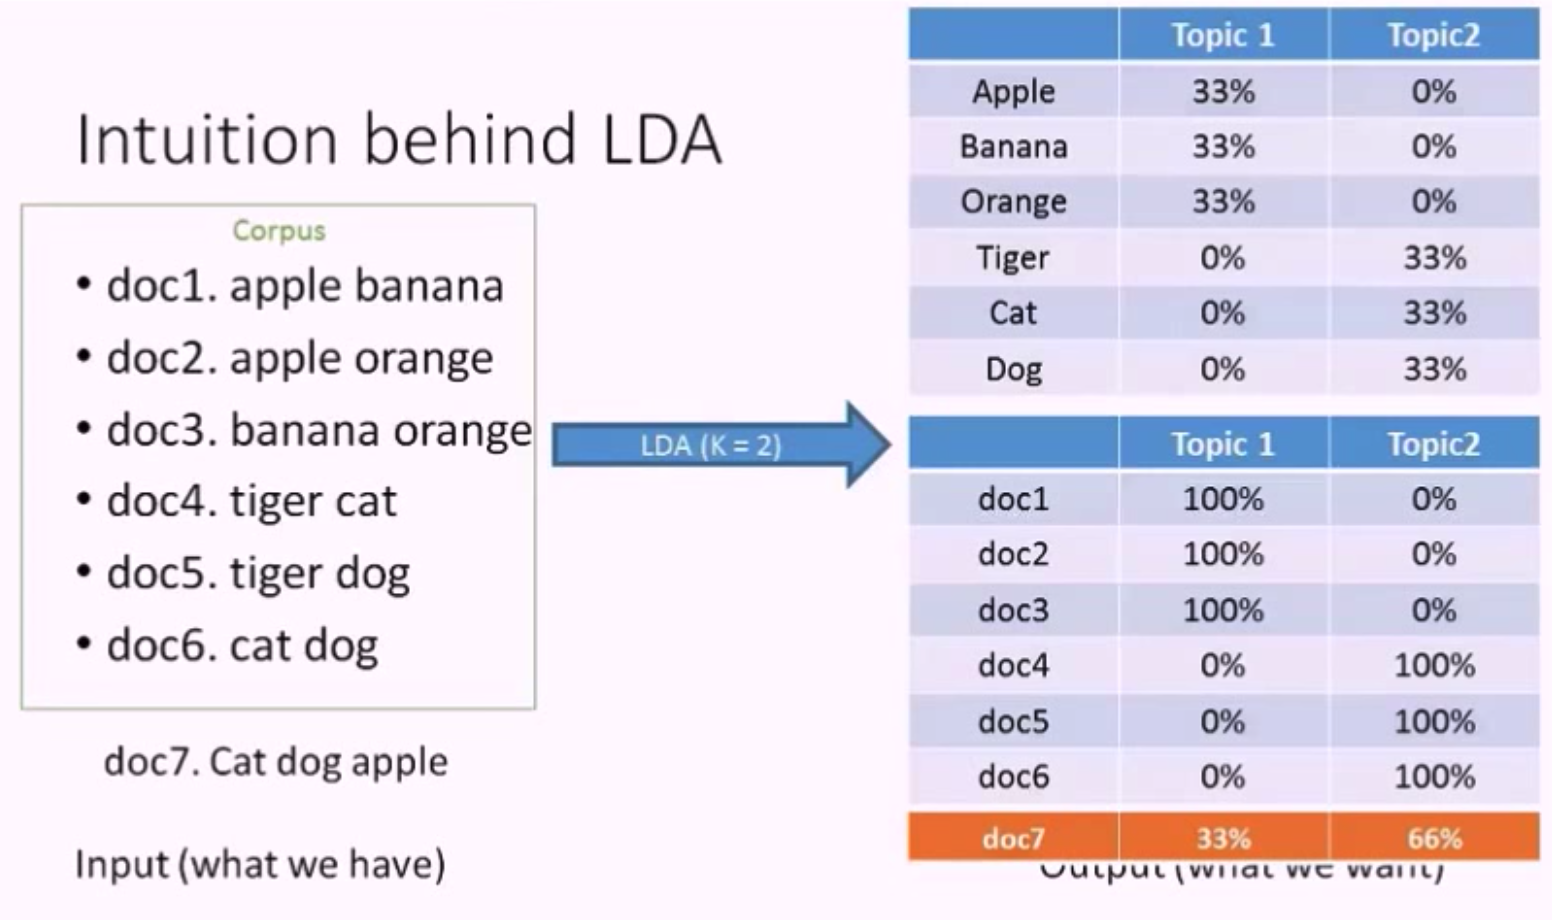 Intuition behind LDA
Corpus
• doc1. apple banana
• doc2. apple orange
• doc3. banana orange
• doc4. tiger cat
• doc5. tiger dog
• doc6. cat dog
doc7. Cat dog apple
Input (what we have)
LDA (K = 2)
Topic 1 Topic2
Apple 33% 0%
Banana 33% 0%
Orange 33% 0%
Tiger 0% 33%
Cat 0% 33%
Dog 0% 33%
Topic 1 Topic2
doc1 100% 0%
doc2 100% 0%
doc3 100% 0%
doc4 0% 100%
doc5 0% 100%
doc6 0% 100%
doc7 33% 66%
Output (what we want)